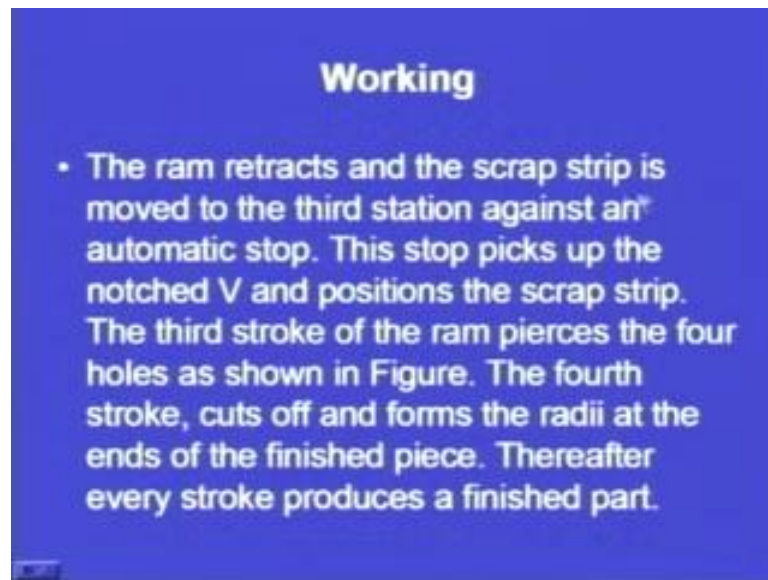 Working
• The ram retracts and the scrap strip is
moved to the third station against an
automatic stop. This stop picks up the
notched V and positions the scrap strip.
The third stroke of the ram pierces the four
holes as shown in Figure. The fourth
stroke, cuts off and forms the radii at the
ends of the finished piece. Thereafter
every stroke produces a finished part.